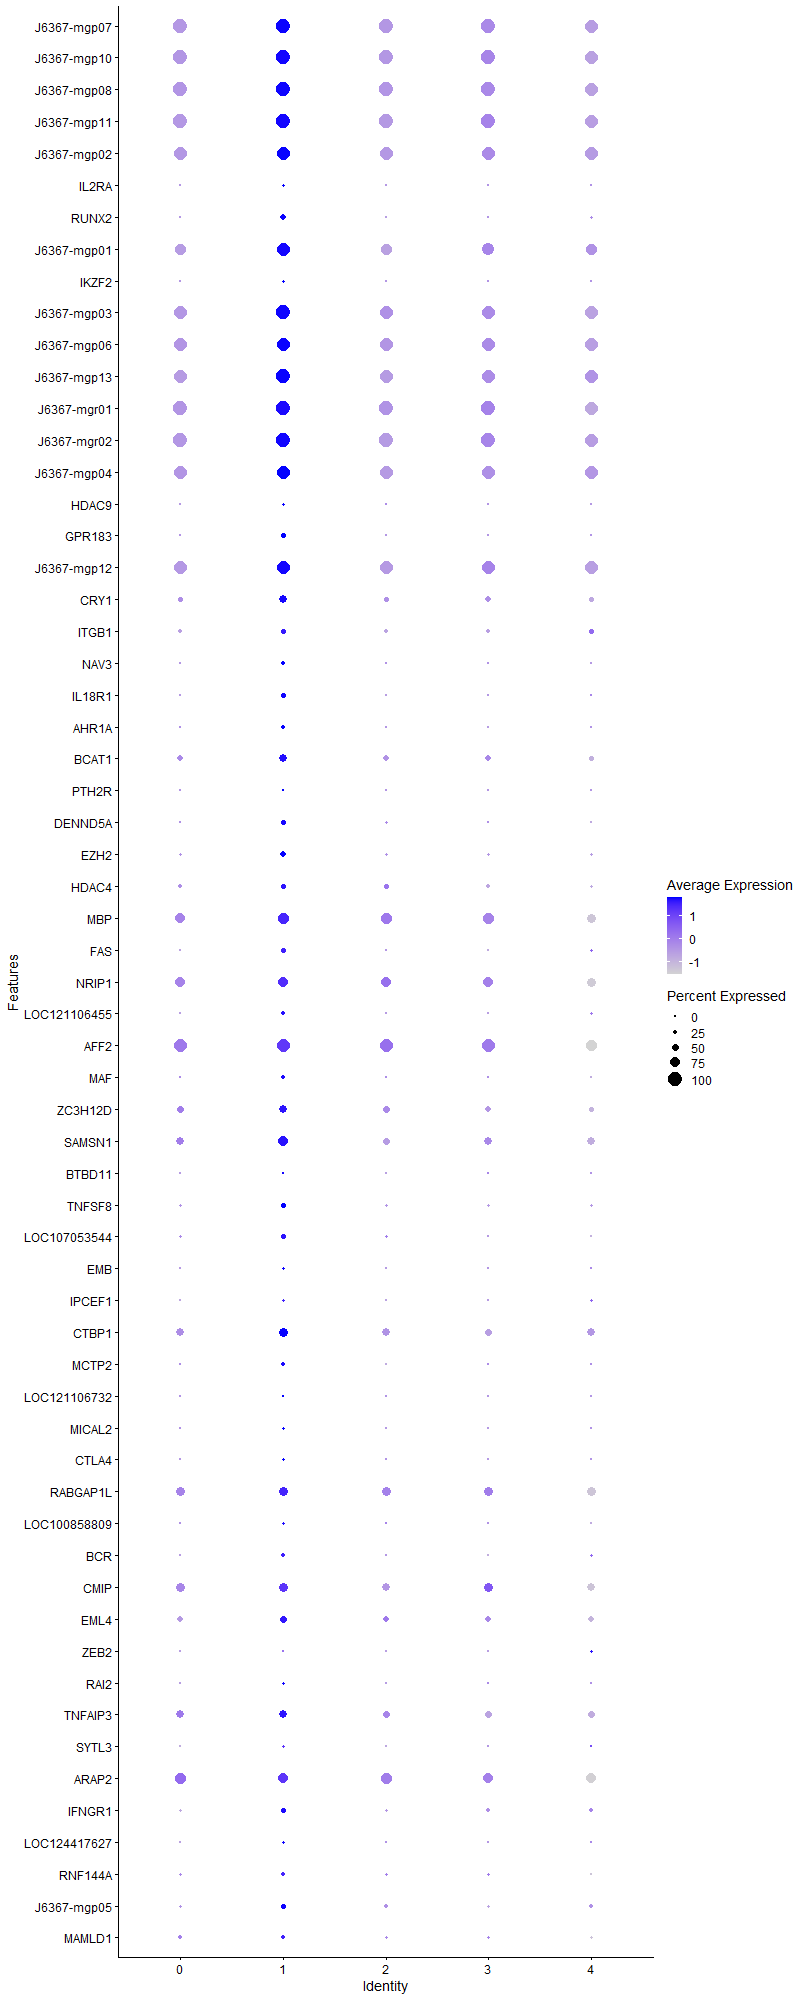 J6367-mgp07
J6367-mgp10
J6367-mgp08
J6367-mgp11
J6367-mgp02
IL2RA
RUNX2
J6367-mgp01
IKZF2
J6367-mgp03
J6367-mgp06
J6367-mgp13
J6367-mgr01
J6367-mgr02
J6367-mgp04
HDAC9
GPR183
J6367-mgp12
CRY1
ITGB1
NAV3
IL18R1
AHR1A
BCAT1
PTH2R
DENND5A
EZH2
HDAC4
MBP
FAS
NRIP1
LOC121106455
AFF2
MAF
ZC3H12D
SAMSN1
BTBD11
TNFSF8
LOC107053544
EMB
IPCEF1
CTBP1
MCTP2
LOC121106732
MICAL2
CTLA4
RABGAP1L
LOC100858809
BCR
CMIP
EML4
ZEB2
RAI2
TNFAIP3
SYTL3
ARAP2
IFNGR1
LOC124417627
RNF144A
J6367-mgp05
MAMLD1
Features
0 1 2 3 4
Identity
Average Expression
1
0
-1
Percent Expressed
0
25
50
75
100